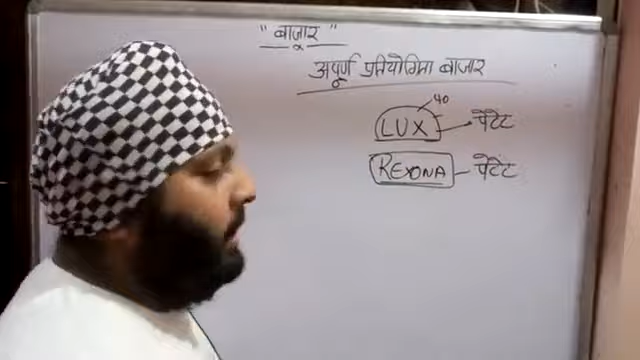 " बाज़ार "
अपूर्ण प्रतियोगिता बाजार
40
LUX - पेटेंट
REXONA - पेटेंट